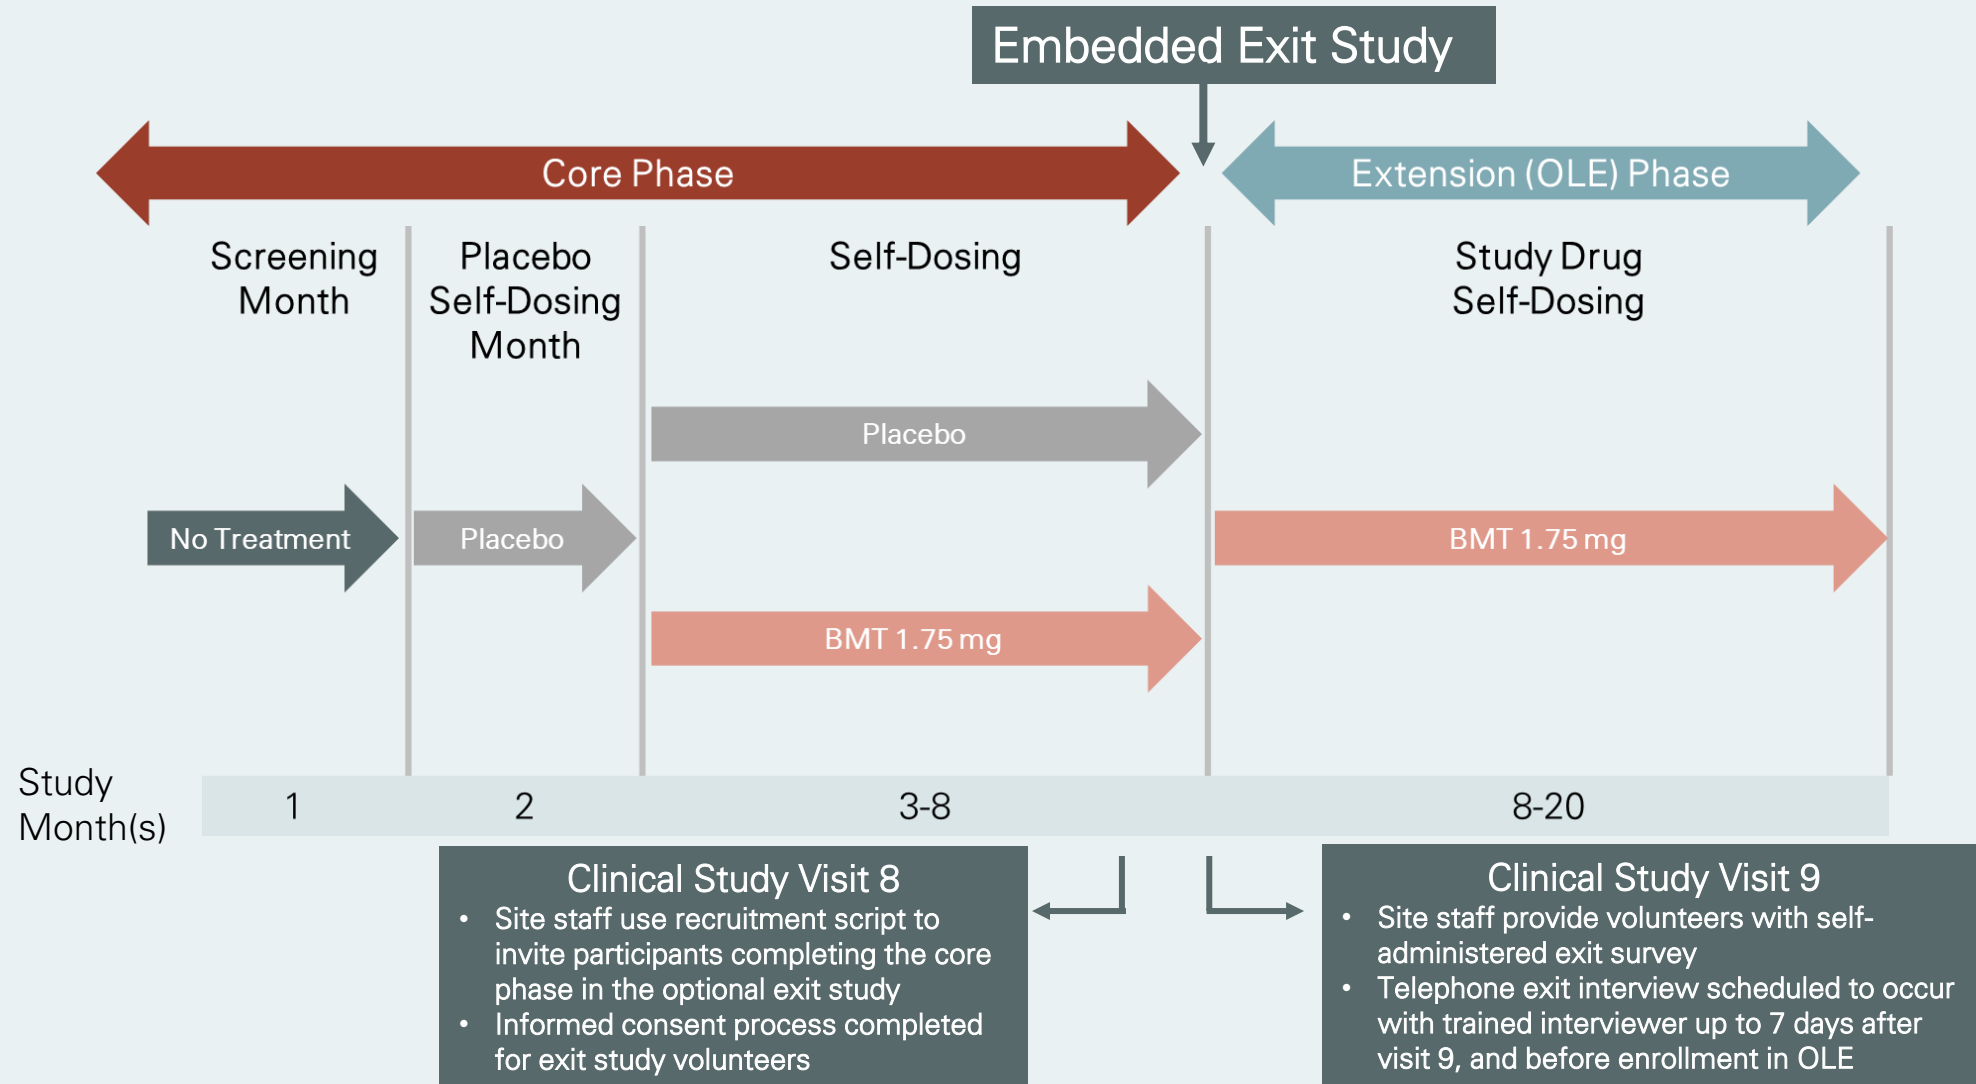 Embedded Exit Study
Core Phase
Extension (OLE) Phase
Screening
Month
Placebo
Self-Dosing
Month
Self-Dosing
Study Drug
Self-Dosing
Placebo
No Treatment
Placebo
BMT 1.75 mg
BMT 1.75 mg
Study
Month(s)
1
2
3-8
8-20
Clinical Study Visit 8
• Site staff use recruitment script to
invite participants completing the core
phase in the optional exit study
• Informed consent process completed
for exit study volunteers
Clinical Study Visit 9
• Site staff provide volunteers with self-
administered exit survey
• Telephone exit interview scheduled to occur
with trained interviewer up to 7 days after
visit 9, and before enrollment in OLE